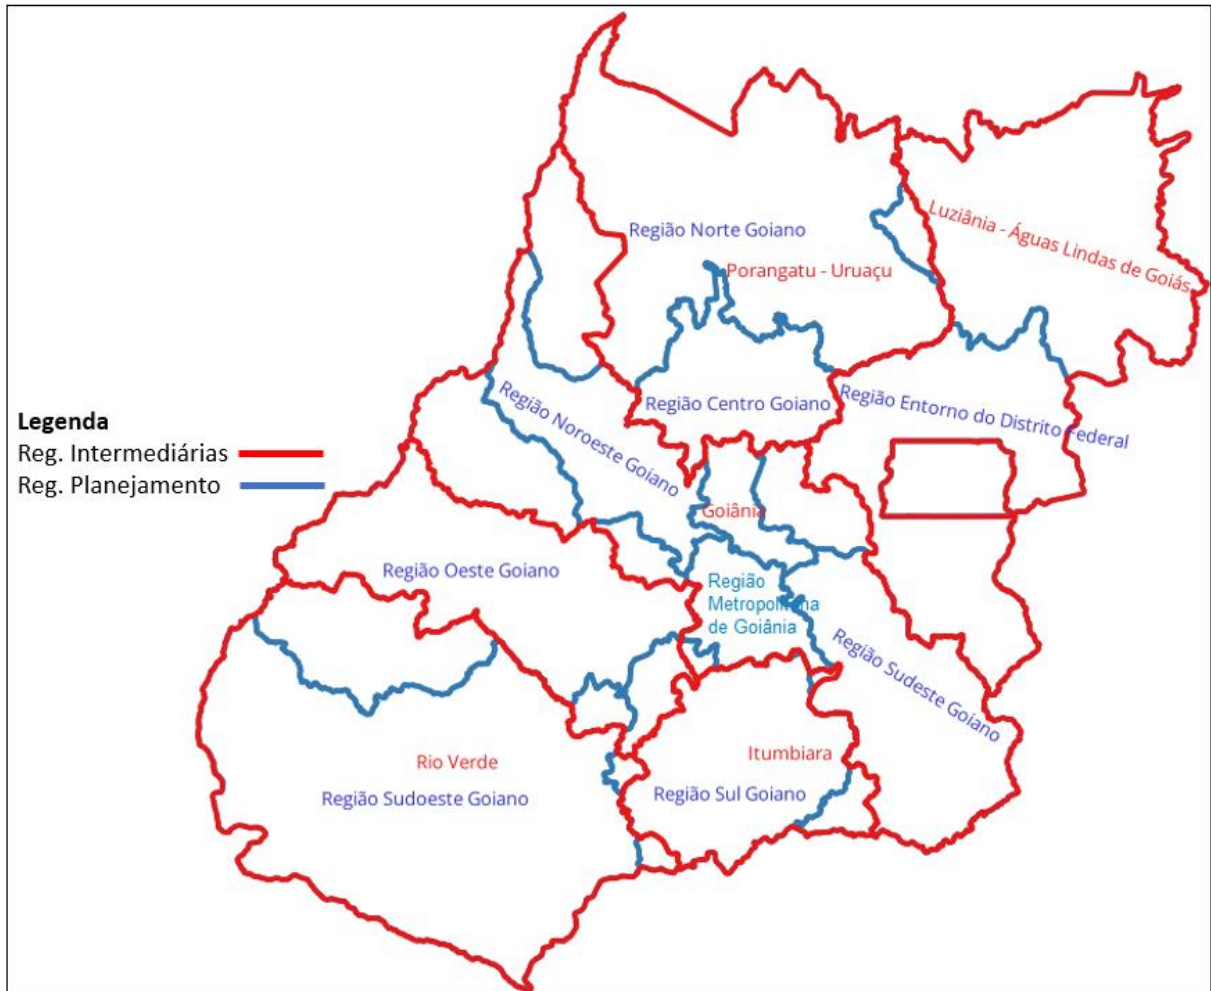 Luziânia - Águas Lindas de Goiás
Região Norte Goiano
Porangatu - Uruaçu
Região Noroeste Goiano
Região Centro Goiano
Região Entorno do Distrito Federal
Legenda
Reg. Intermediárias
Reg. Planejamento
Goiânia
Região Oeste Goiano
Região
Metropolitana
de Goiânia
Região Sudeste Goiano
Rio Verde
Itumbiara
Região Sudoeste Goiano
Região Sul Goiano